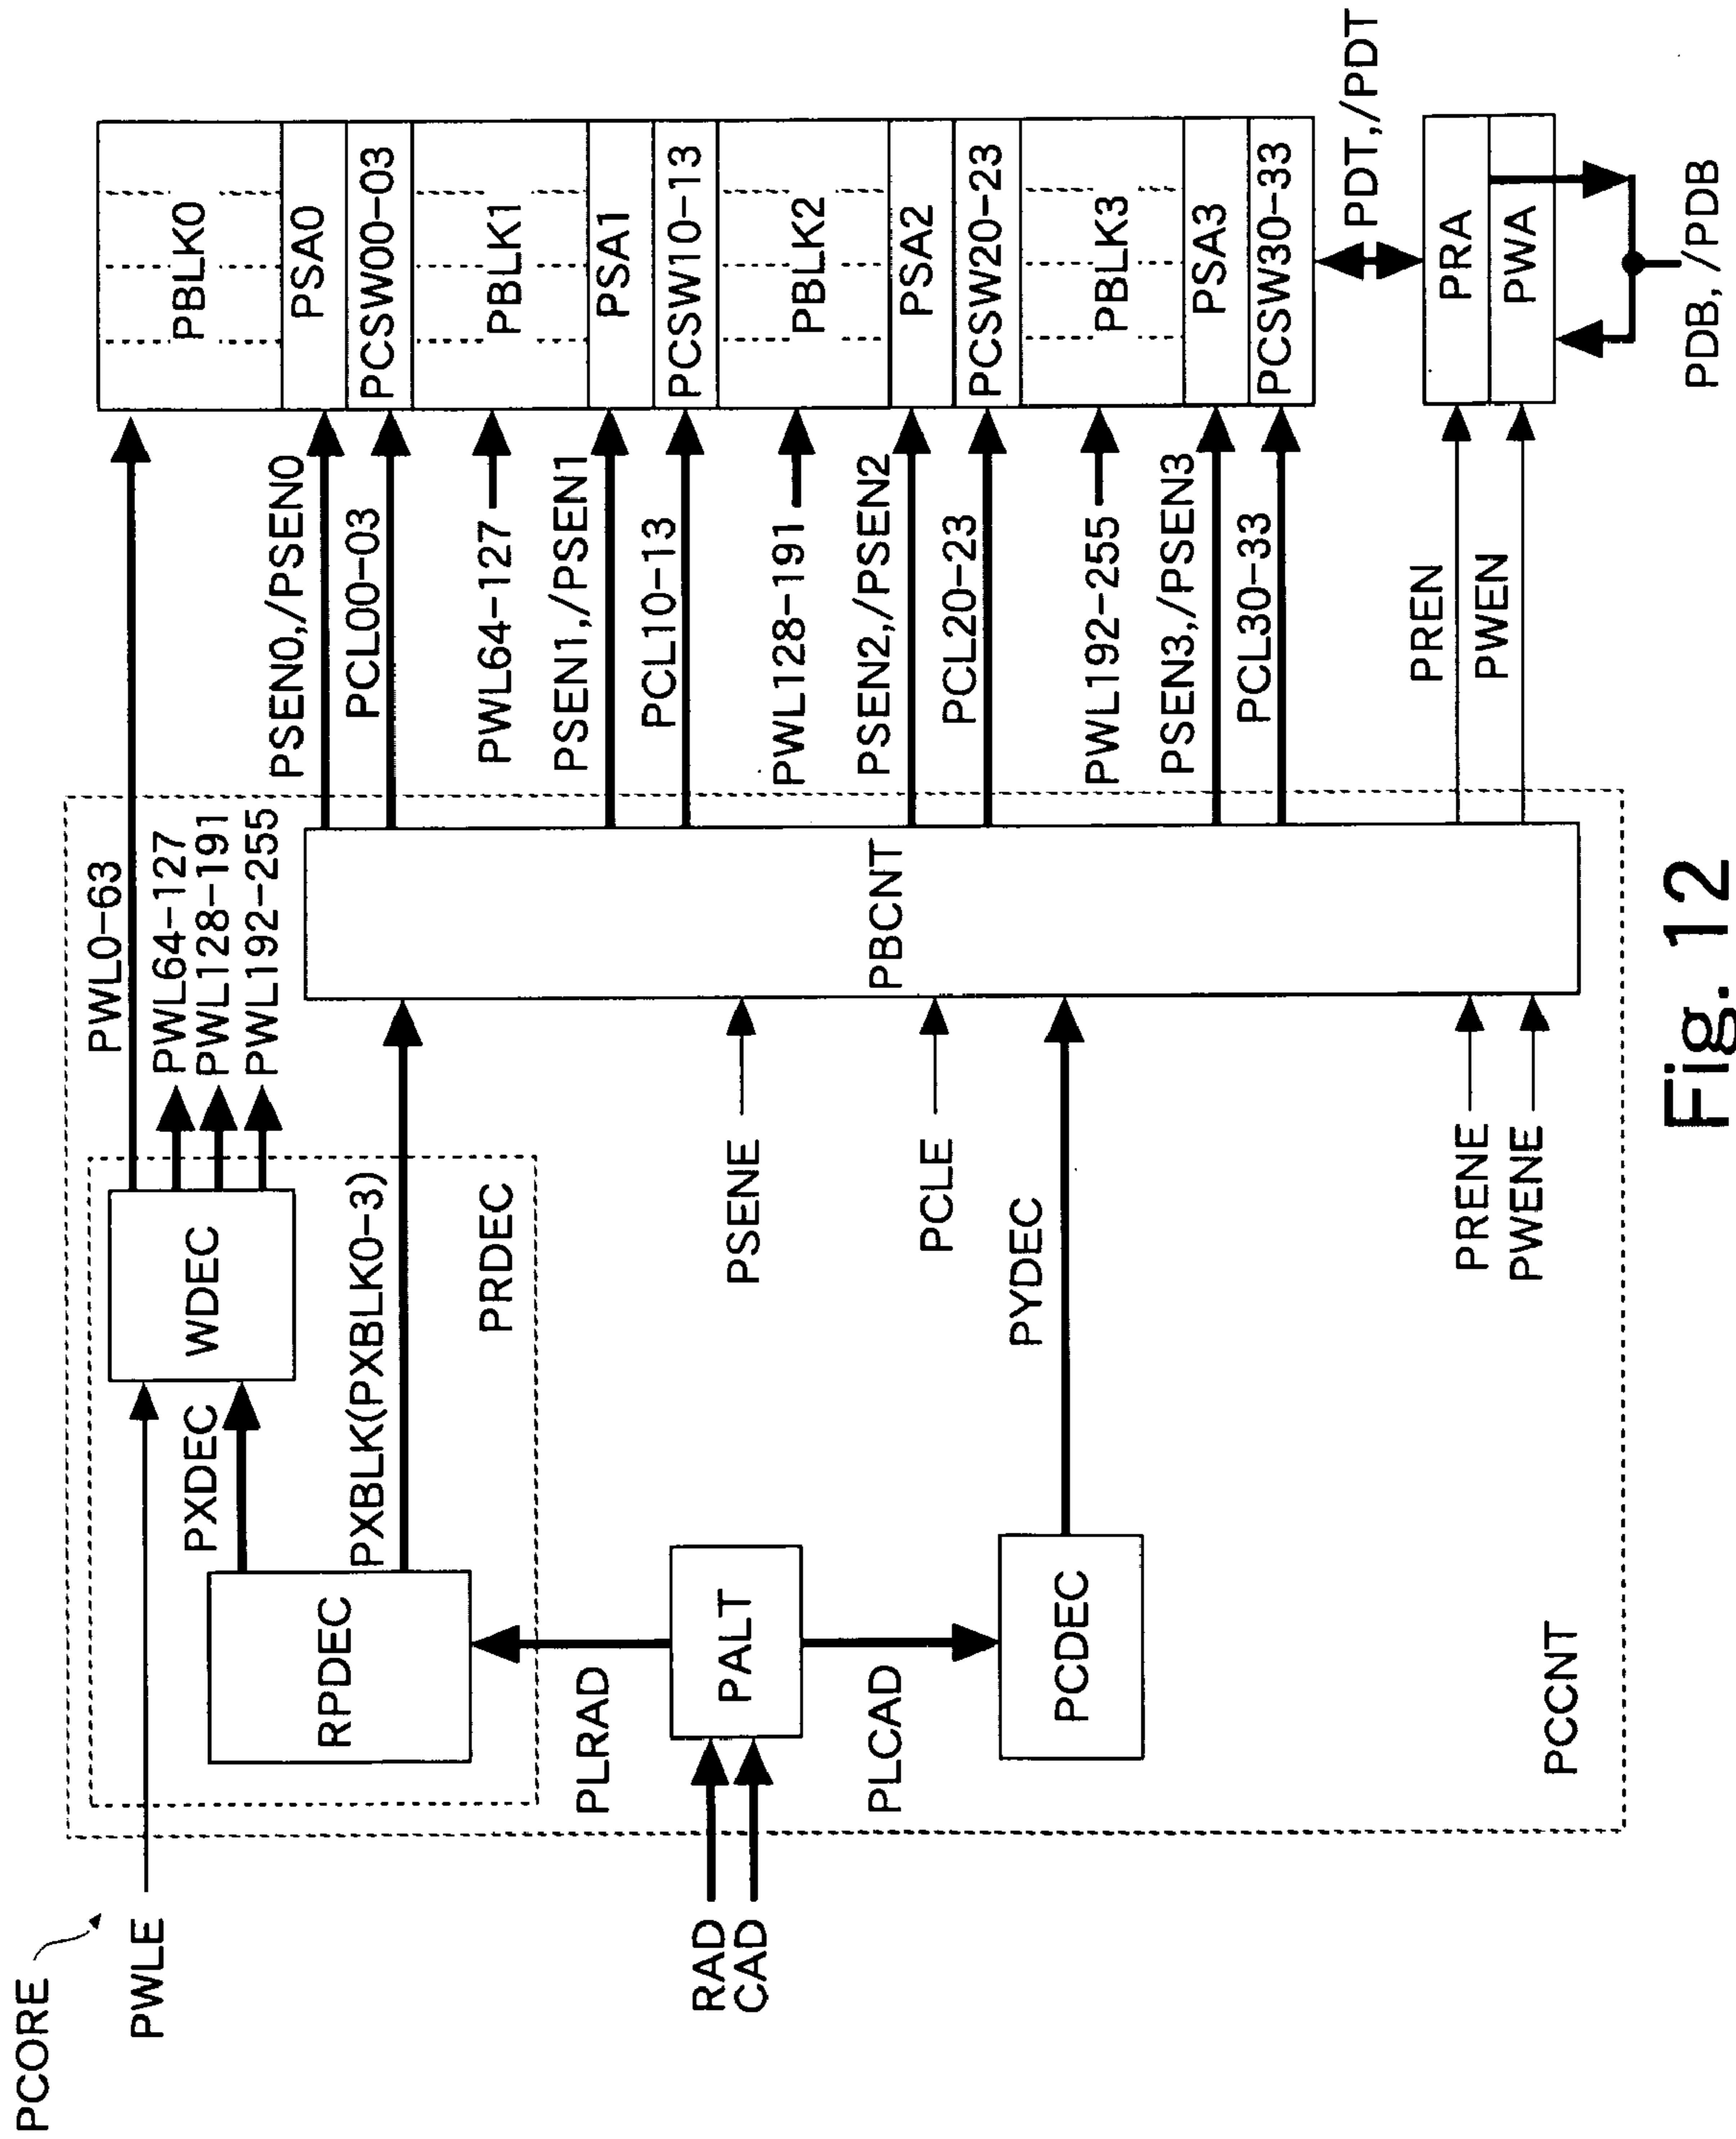 PCORE
PWLE
RAD
CAD
PWL0-63
PWL64-127
PWL128-191
PWL192-255
WDEC
PXDEC
RPDEC
PXBLK(PXBLK0-3)
PRDEC
PLRAD
PALT
PLCAD
PCDEC
PYDEC
PSENE
PCLE
PRENE
PWENE
PCCNT
PBCNT
PSEN0,/PSEN0
PCL00-03
PWL64-127
PSEN1,/PSEN1
PCL10-13
PWL128-191
PSEN2,/PSEN2
PCL20-23
PWL192-255
PSEN3,/PSEN3
PCL30-33
PREN
PWEN
PBLK0
PSA0
PCSW00-03
PBLK1
PSA1
PCSW10-13
PBLK2
PSA2
PCSW20-23
PBLK3
PSA3
PCSW30-33
PDT,/PDT
PRA
PWA
PDB, /PDB
Fig. 12